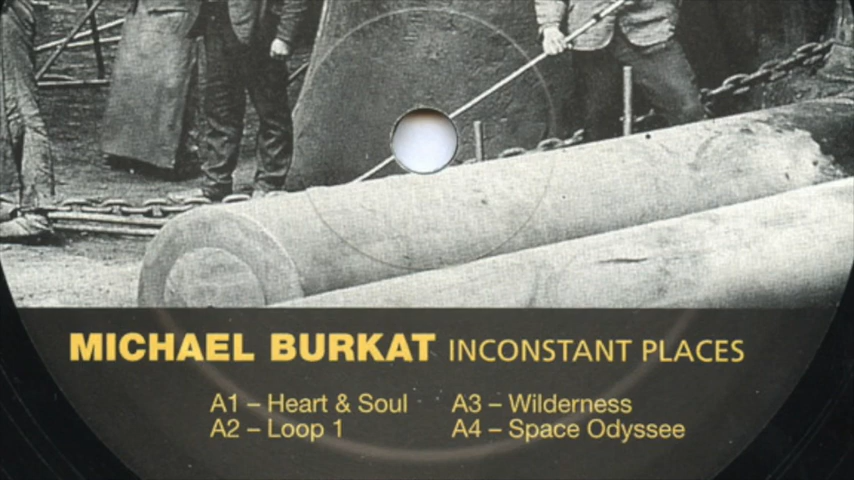 MICHAEL BURKAT INCONSTANT PLACES
A1 – Heart & Soul
A2 – Loop 1
A3 – Wilderness
A4 – Space Odyssee